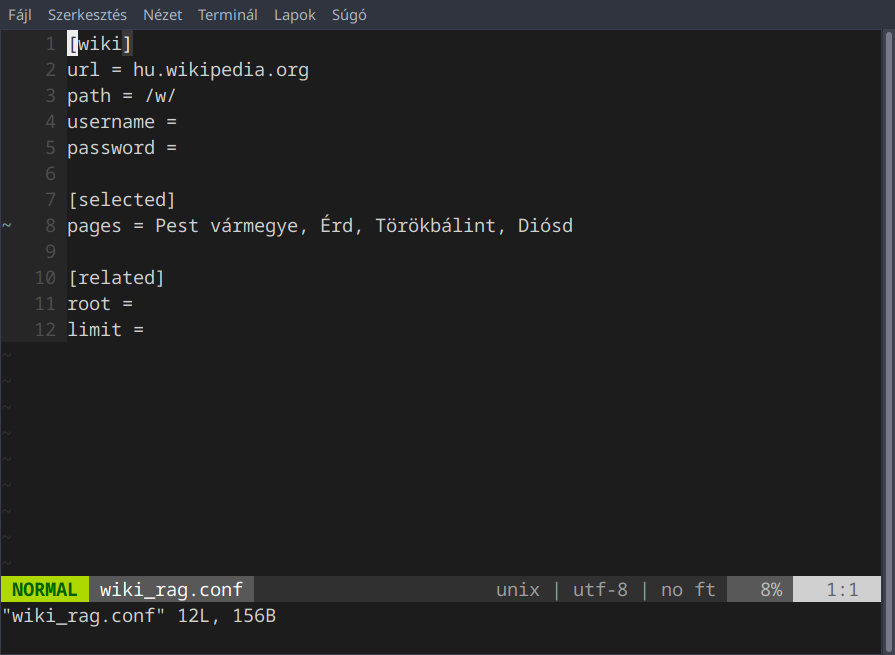 Fájl Szerkesztés Nézet Terminál Lapok Súgó
1 [wiki]
2 url = hu.wikipedia.org
3 path = /w/
4 username =
5 password =
6
7 [selected]
~ 8 pages = Pest vármegye, Érd, Törökbálint, Diósd
9
10 [related]
11 root =
12 limit =
~
~
~
~
~
~
~
~
~
NORMAL wiki_rag.conf unix | utf-8 | no ft 8% 1:1
"wiki_rag.conf" 12L, 156B